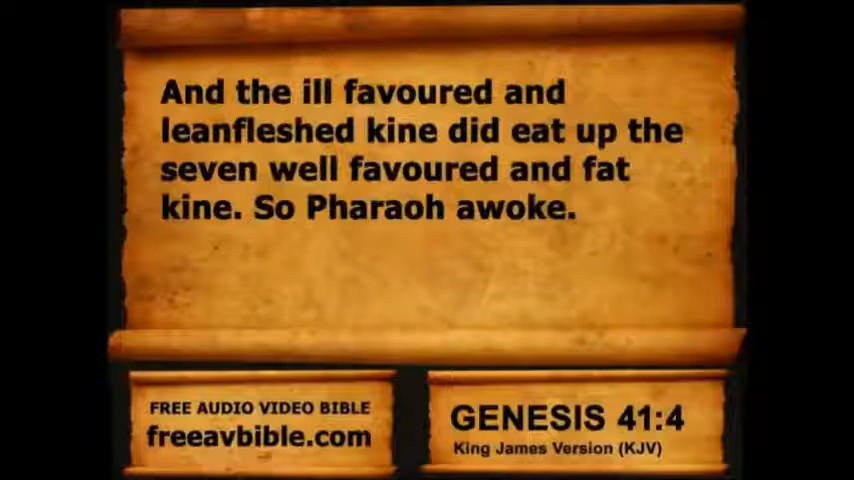 And the ill favoured and
leanfleshed kine did eat up the
seven well favoured and fat
kine. So Pharaoh awoke.
FREE AUDIO VIDEO BIBLE
freeavbible.com
GENESIS 41:4
King James Version (KJV)